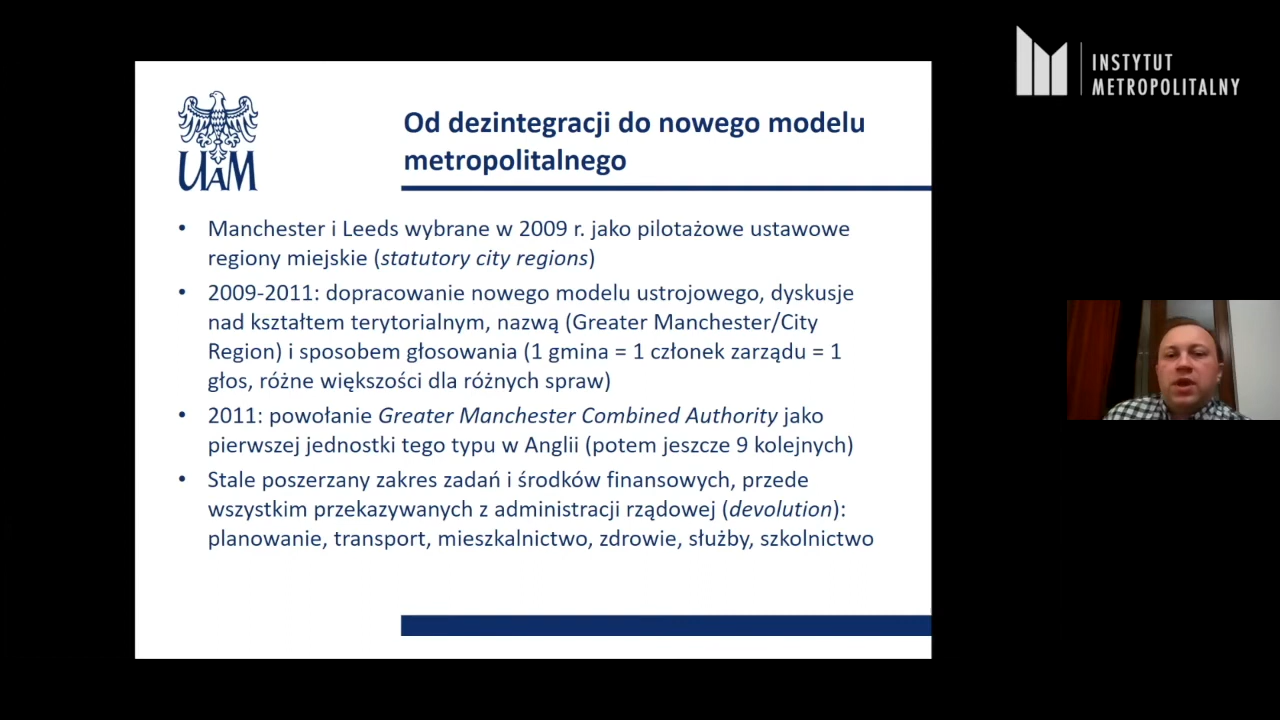 INSTYTUT
METROPOLITALNY
UAM
Od dezintegracji do nowego modelu
metropolitalnego
• Manchester i Leeds wybrane w 2009 r. jako pilotażowe ustawowe
regiony miejskie (statutory city regions)
• 2009-2011: dopracowanie nowego modelu ustrojowego, dyskusje
nad kształtem terytorialnym, nazwą (Greater Manchester/City
Region) i sposobem głosowania (1 gmina = 1 członek zarządu = 1
głos, różne większości dla różnych spraw)
• 2011: powołanie Greater Manchester Combined Authority jako
pierwszej jednostki tego typu w Anglii (potem jeszcze 9 kolejnych)
• Stale poszerzany zakres zadań i środków finansowych, przede
wszystkim przekazywanych z administracji rządowej (devolution):
planowanie, transport, mieszkalnictwo, zdrowie, służby, szkolnictwo